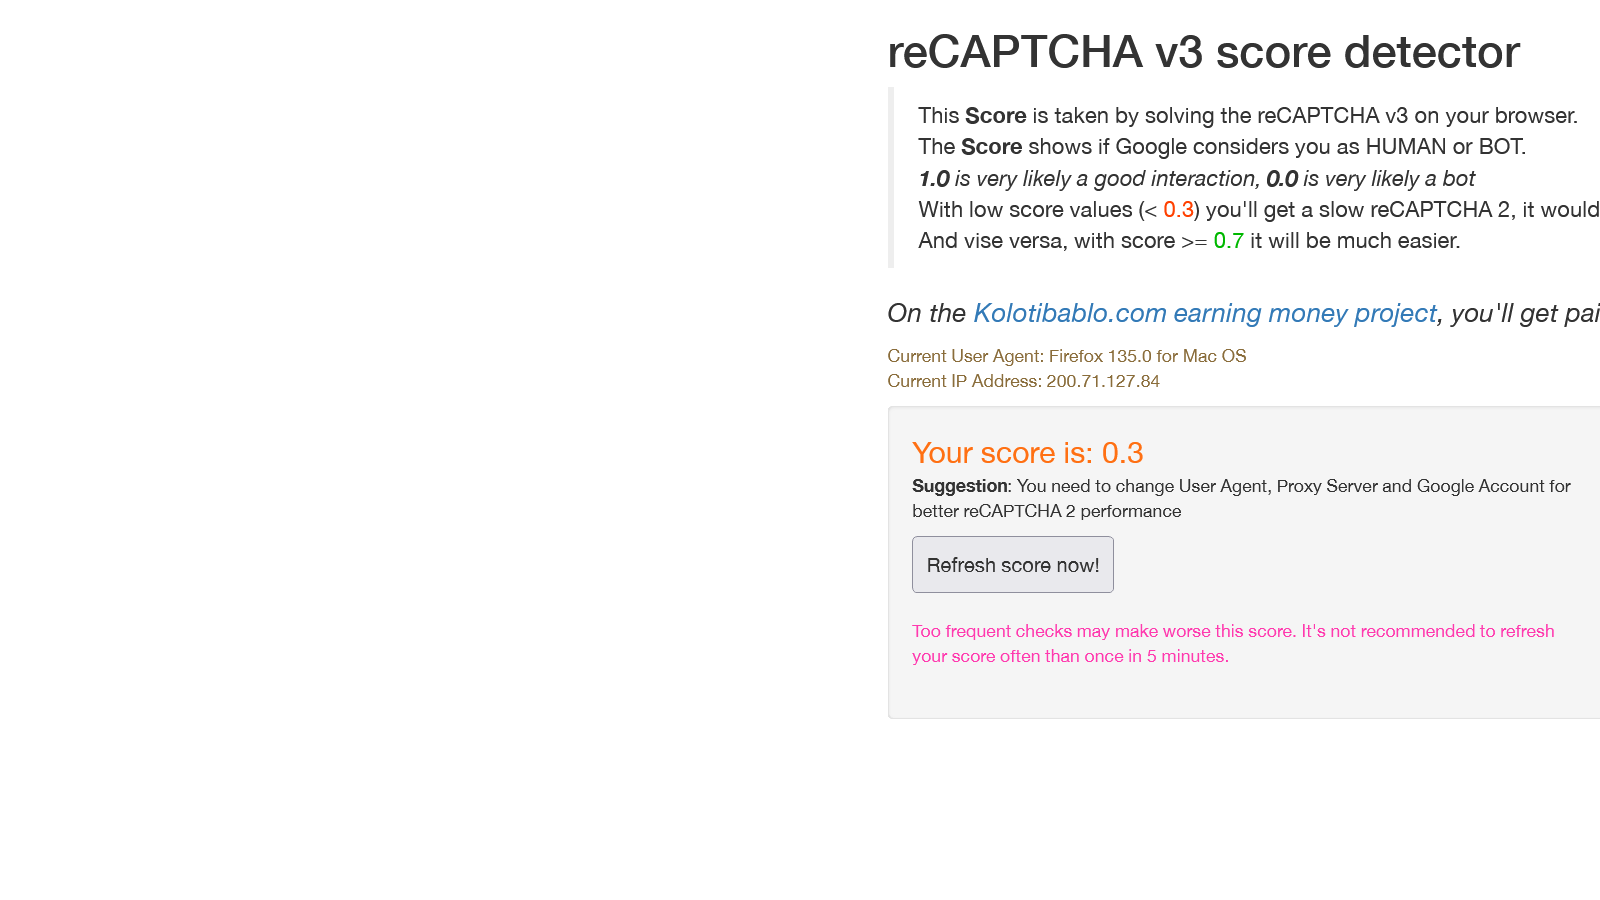 reCAPTCHA v3 score detector
This Score is taken by solving the reCAPTCHA v3 on your browser.
The Score shows if Google considers you as HUMAN or BOT.
1.0 is very likely a good interaction, 0.0 is very likely a bot
With low score values (< 0.3) you'll get a slow reCAPTCHA 2, it would
And vise versa, with score >= 0.7 it will be much easier.
On the Kolotibablo.com earning money project, you'll get pai
Current User Agent: Firefox 135.0 for Mac OS
Current IP Address: 200.71.127.84
Your score is: 0.3
Suggestion: You need to change User Agent, Proxy Server and Google Account for
better reCAPTCHA 2 performance
Refresh score now!
Too frequent checks may make worse this score. It's not recommended to refresh
your score often than once in 5 minutes.